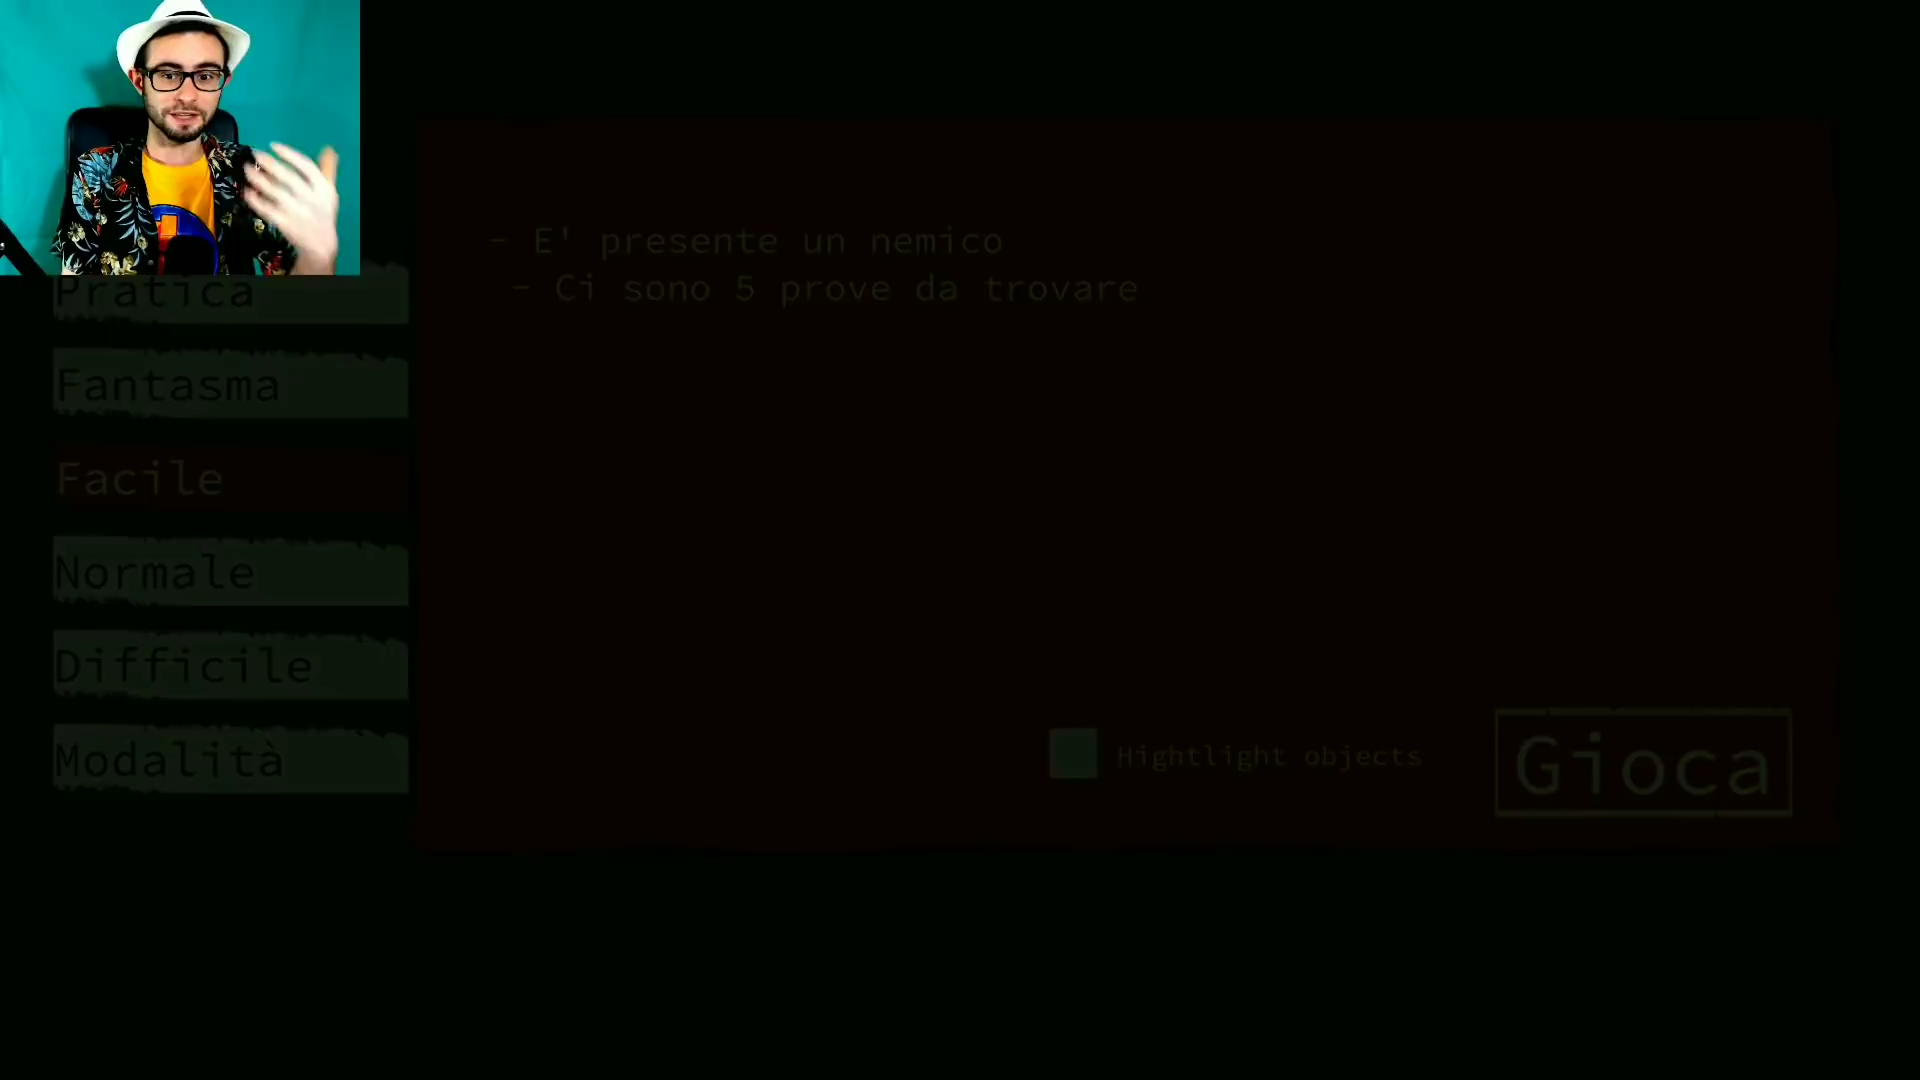 - E' presente un nemico
- Ci sono 5 prove da trovare
Pratica
Fantasma
Facile
Normale
Difficile
Modalità
Hightlight objects
Gioca